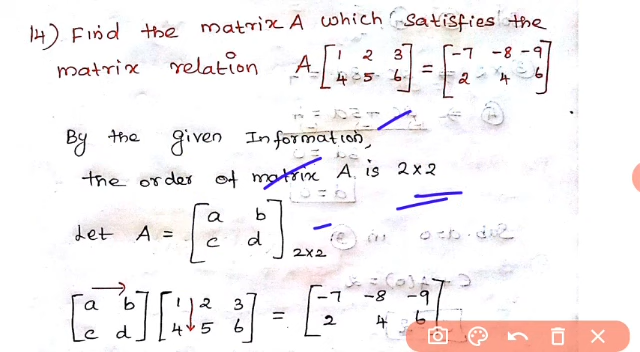 14) Find the matrix A which satisfies the
matrix relation A [1 2 3 4 5 6] = [-7 -8 -9 2 4 6]
By the given Information,
the order of matrix A is 2×2
Let A = [a b c d] 2×2
[a b c d] [1 2 3 4 5 6] = [-7 -8 -9 2 4 6]